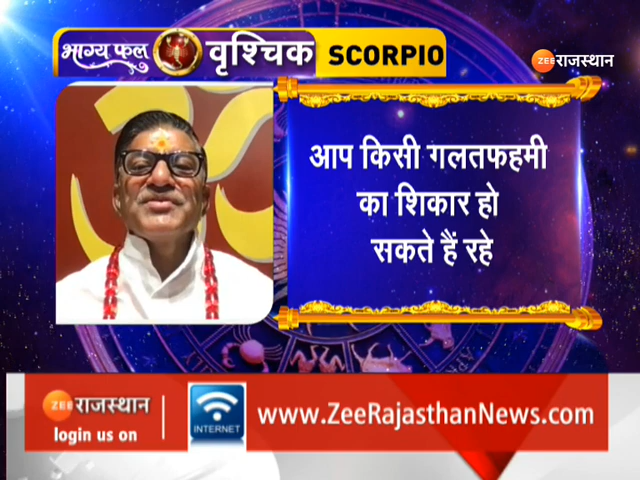 भाग्य फल वृश्चिक SCORPIO
ZEE राजस्थान
आप किसी गलतफहमी
का शिकार हो
सकते हैं रहे
ZEE राजस्थान
login us on
INTERNET
www.ZeeRajasthanNews.com